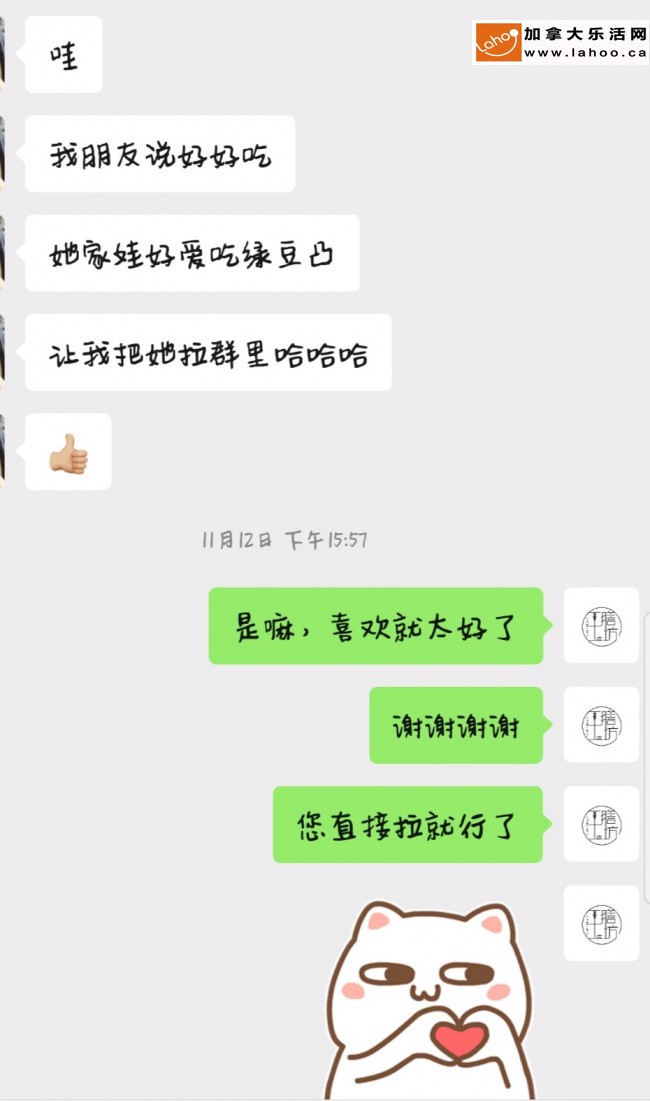 哇
Lahoo
加拿大乐活网
www.lahoo.ca
我朋友说好好吃
她家娃好爱吃绿豆凸
让我把她拉群里哈哈哈
11月12日 下午15:57
是嘛，喜欢就太好了
谢谢谢谢
您直接拉就行了